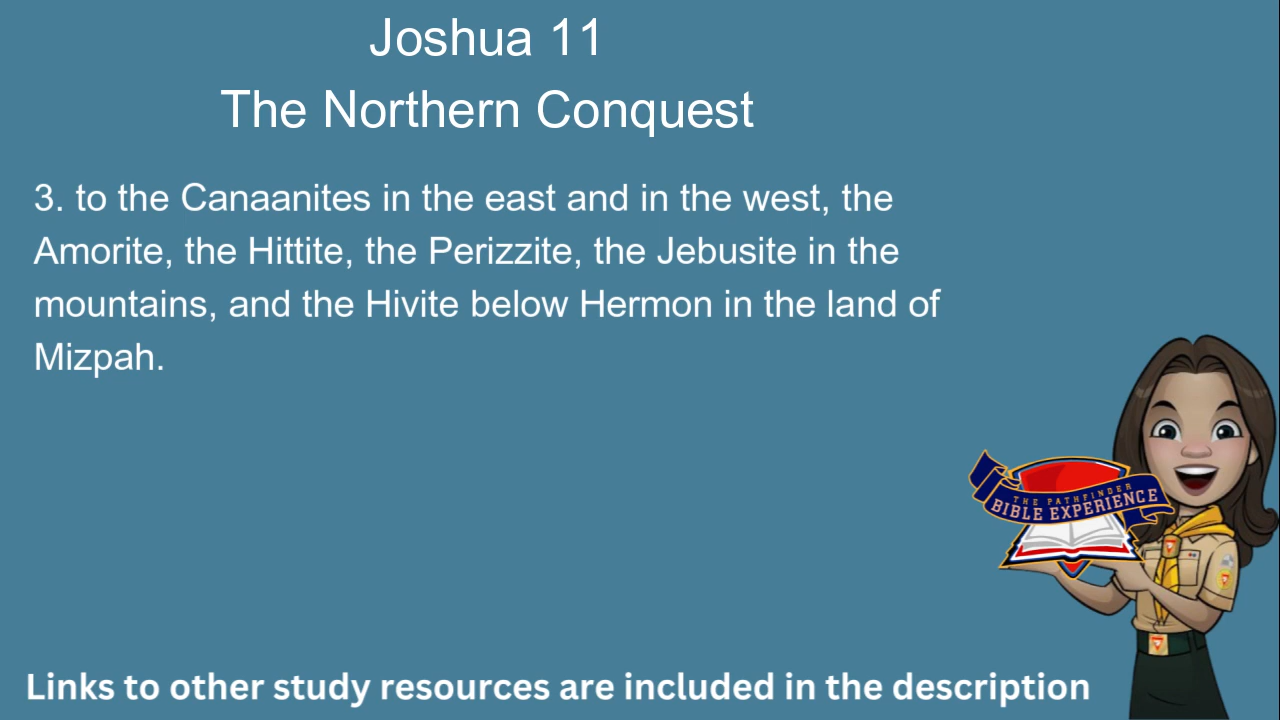 Joshua 11
The Northern Conquest
3. to the Canaanites in the east and in the west, the
Amorite, the Hittite, the Perizzite, the Jebusite in the
mountains, and the Hivite below Hermon in the land of
Mizpah.
THE PATHFINDER
BIBLE EXPERIENCE
Links to other study resources are included in the description